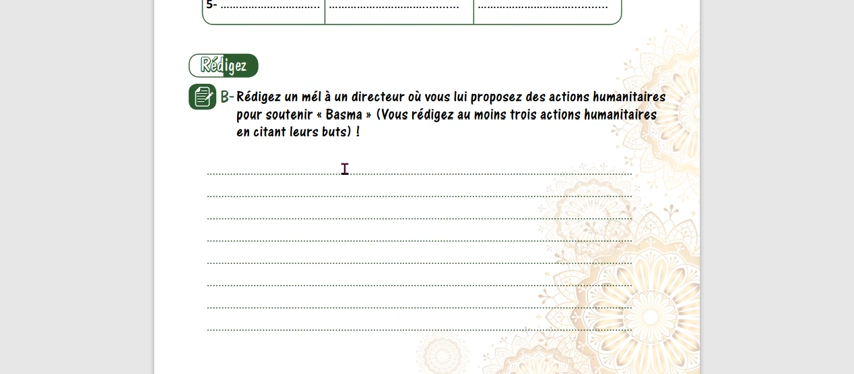 5- ............................ ................................... ...................................
Rédigez
B- Rédigez un mél à un directeur où vous lui proposez des actions humanitaires
pour soutenir « Basma » (Vous rédigez au moins trois actions humanitaires
en citant leurs buts) !